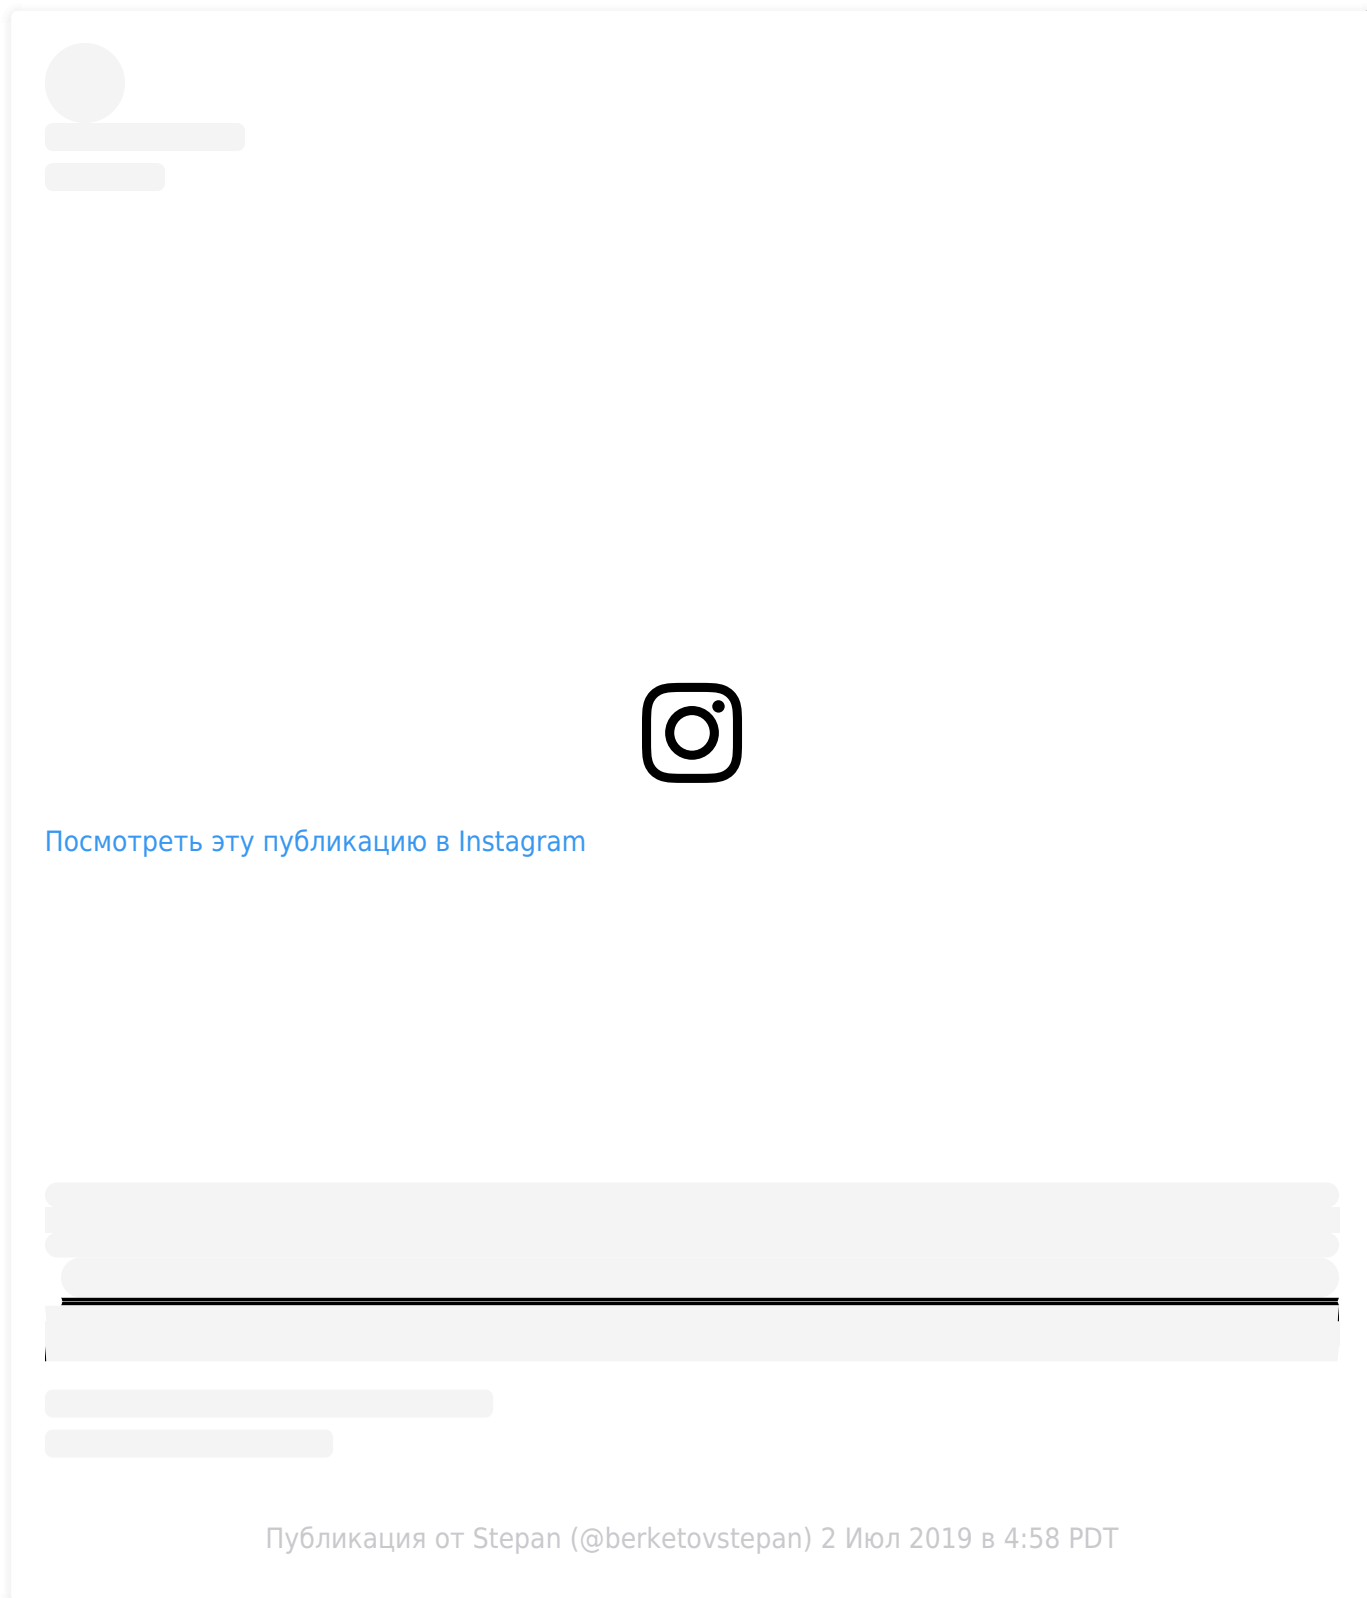 Посмотреть эту публикацию в Instagram
Публикация от Stepan (@berketovstepan) 2 Июл 2019 в 4:58 PDT